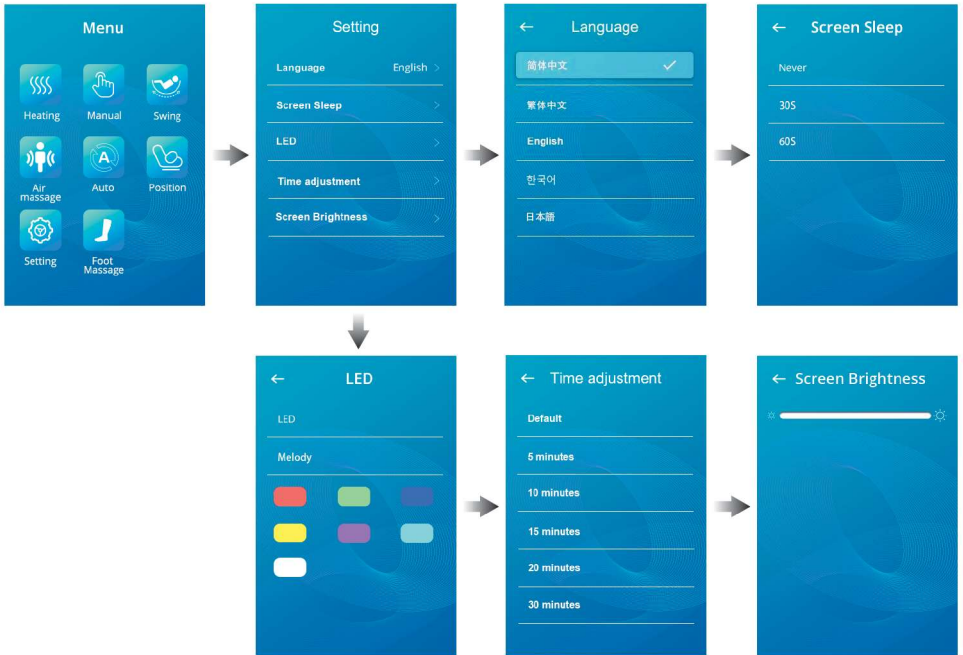 Menu
Heating
Manual
Swing
Air
massage
Auto
Position
Setting
Foot
Massage
Setting
Language English >
Screen Sleep >
LED >
Time adjustment >
Screen Brightness >
← Language
简体中文 ✓
繁体中文
English
한국어
日本語
← Screen Sleep
Never
30S
60S
← LED
LED
Melody
← Time adjustment
Default
5 minutes
10 minutes
15 minutes
20 minutes
30 minutes
← Screen Brightness